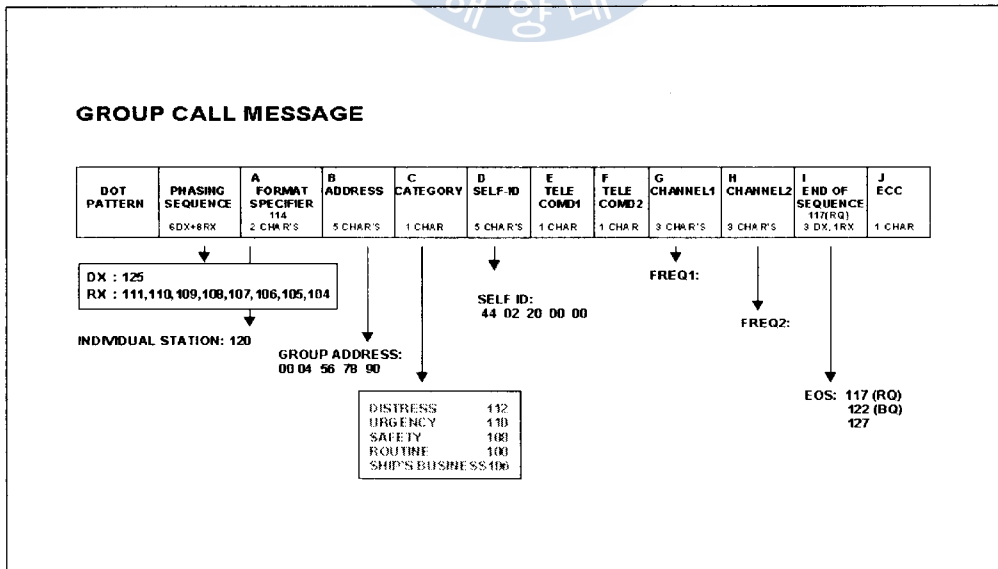 해양대
GROUP CALL MESSAGE
DOT PATTERN
PHASING SEQUENCE 6DX+8RX
A FORMAT SPECIFIER 114 2 CHAR'S
B ADDRESS 5 CHAR'S
C CATEGORY 1 CHAR
D SELF-ID 5 CHAR'S
E TELE COMD1 1 CHAR
F TELE COMD2 1 CHAR
G CHANNEL1 3 CHAR'S
H CHANNEL2 3 CHAR'S
I END OF SEQUENCE 117(RQ) 3 DX, 1RX
J ECC 1 CHAR
DX : 125
RX : 111,110,109,108,107,106,105,104
INDIVIDUAL STATION: 120
GROUP ADDRESS:
00 04 56 78 90
DISTRESS 112
URGENCY 110
SAFETY 108
ROUTINE 100
SHIP'S BUSINESS 106
SELF ID:
44 02 20 00 00
FREQ1:
FREQ2:
EOS: 117 (RQ)
122 (BQ)
127